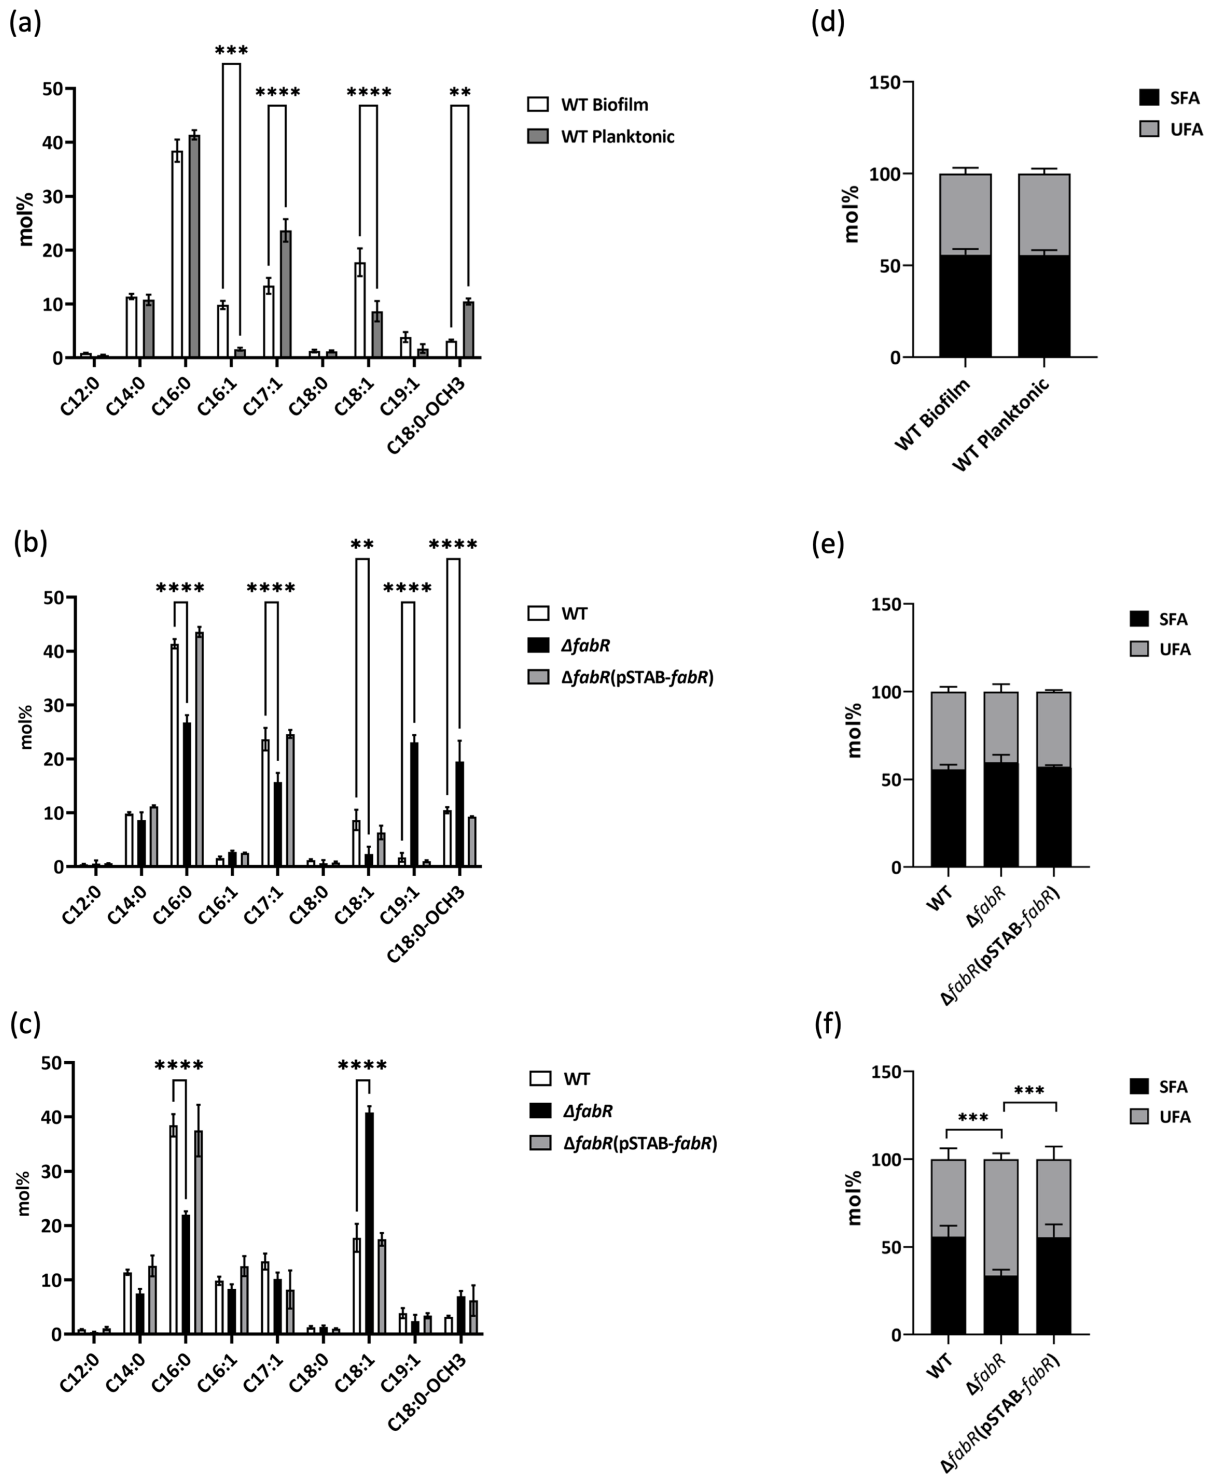 (a)
***
****
****
**
50
40
30
20
10
0
mol%
C12:0
C14:0
C16:0
C16:1
C17:1
C18:0
C18:1
C19:1
C18:0-OCH3
WT Biofilm
WT Planktonic
(d)
150
100
50
0
mol%
WT Biofilm
WT Planktonic
SFA
UFA
(b)
****
****
**
****
****
50
40
30
20
10
0
mol%
C12:0
C14:0
C16:0
C16:1
C17:1
C18:0
C18:1
C19:1
C18:0-OCH3
WT
ΔfabR
ΔfabR(pSTAB-fabR)
(e)
150
100
50
0
mol%
WT
ΔfabR
ΔfabR(pSTAB-fabR)
SFA
UFA
(c)
****
****
50
40
30
20
10
0
mol%
C12:0
C14:0
C16:0
C16:1
C17:1
C18:0
C18:1
C19:1
C18:0-OCH3
WT
ΔfabR
ΔfabR(pSTAB-fabR)
(f)
150
100
50
0
mol%
***
***
WT
ΔfabR
ΔfabR(pSTAB-fabR)
SFA
UFA